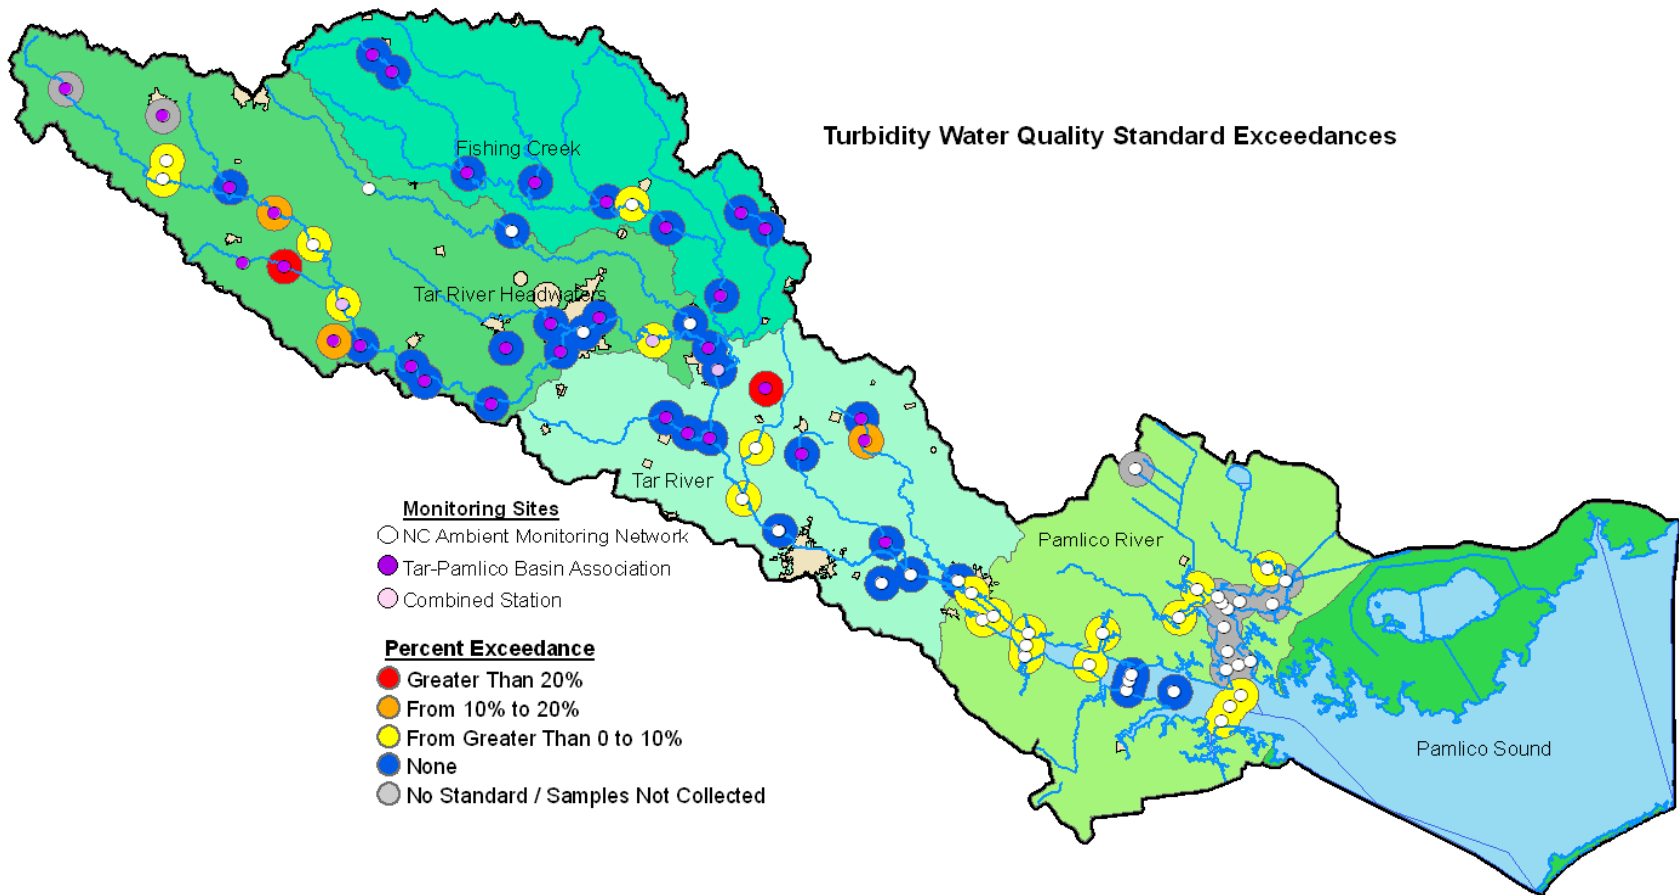 Turbidity Water Quality Standard Exceedances
Fishing Creek
Tar River Headwaters
Tar River
Pamlico River
Pamlico Sound
Monitoring Sites
NC Ambient Monitoring Network
Tar-Pamlico Basin Association
Combined Station
Percent Exceedance
Greater Than 20%
From 10% to 20%
From Greater Than 0 to 10%
None
No Standard / Samples Not Collected